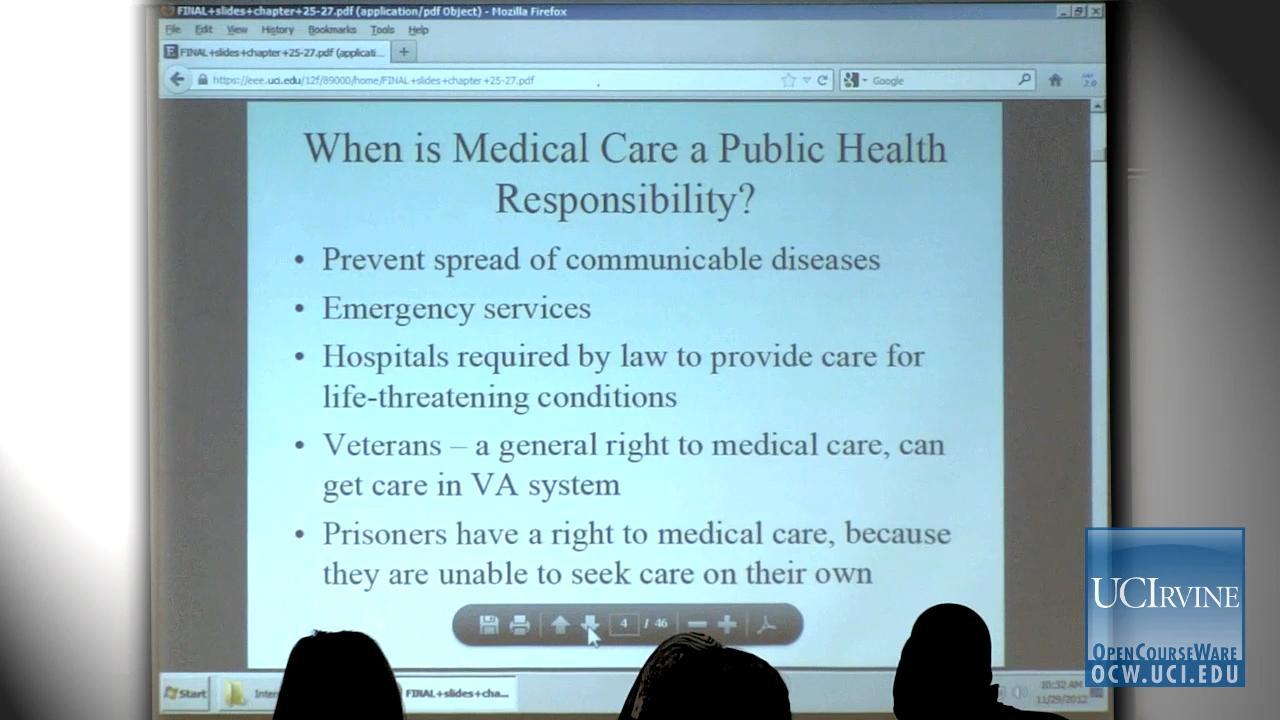 FINAL+slides+chapter+25-27.pdf (application/pdf Object) - Mozilla Firefox
File Edit View History Bookmarks Tools Help
FINAL+slides+chapter+25-27.pdf (applicati...
https://eee.uci.edu/12f/89000/home/FINAL+slides+chapter+25-27.pdf
Google
When is Medical Care a Public Health
Responsibility?
• Prevent spread of communicable diseases
• Emergency services
• Hospitals required by law to provide care for
life-threatening conditions
• Veterans – a general right to medical care, can
get care in VA system
• Prisoners have a right to medical care, because
they are unable to seek care on their own
4 / 46
UCIRVINE
OPENCOURSEWARE
OCW.UCI.EDU
Start
FINAL+slides+cha...
10:32 AM
11/29/2012